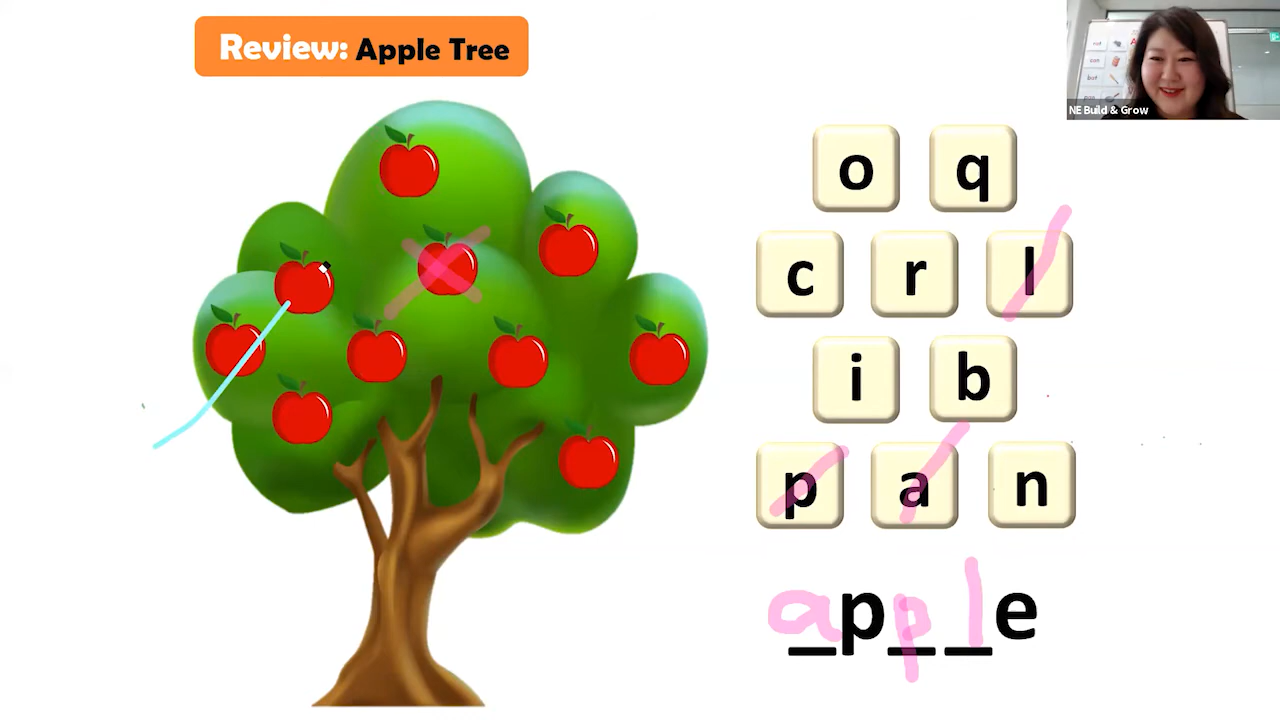 Review: Apple Tree
NE Build & Grow
o q
c r l
i b
p a n
apple